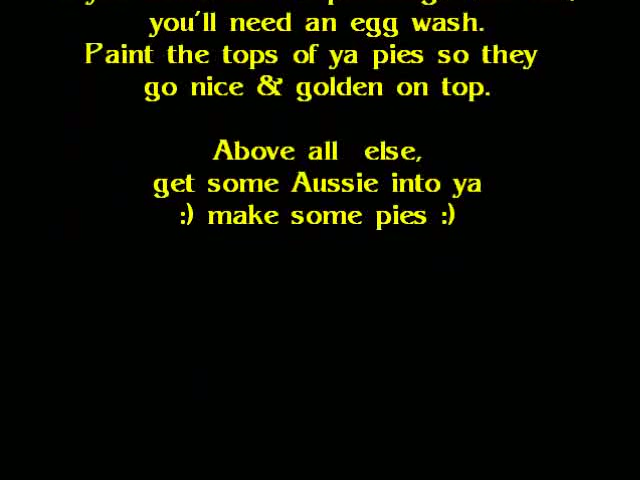 you'll need an egg wash.
Paint the tops of ya pies so they
go nice & golden on top.
Above all else,
get some Aussie into ya
:) make some pies :)